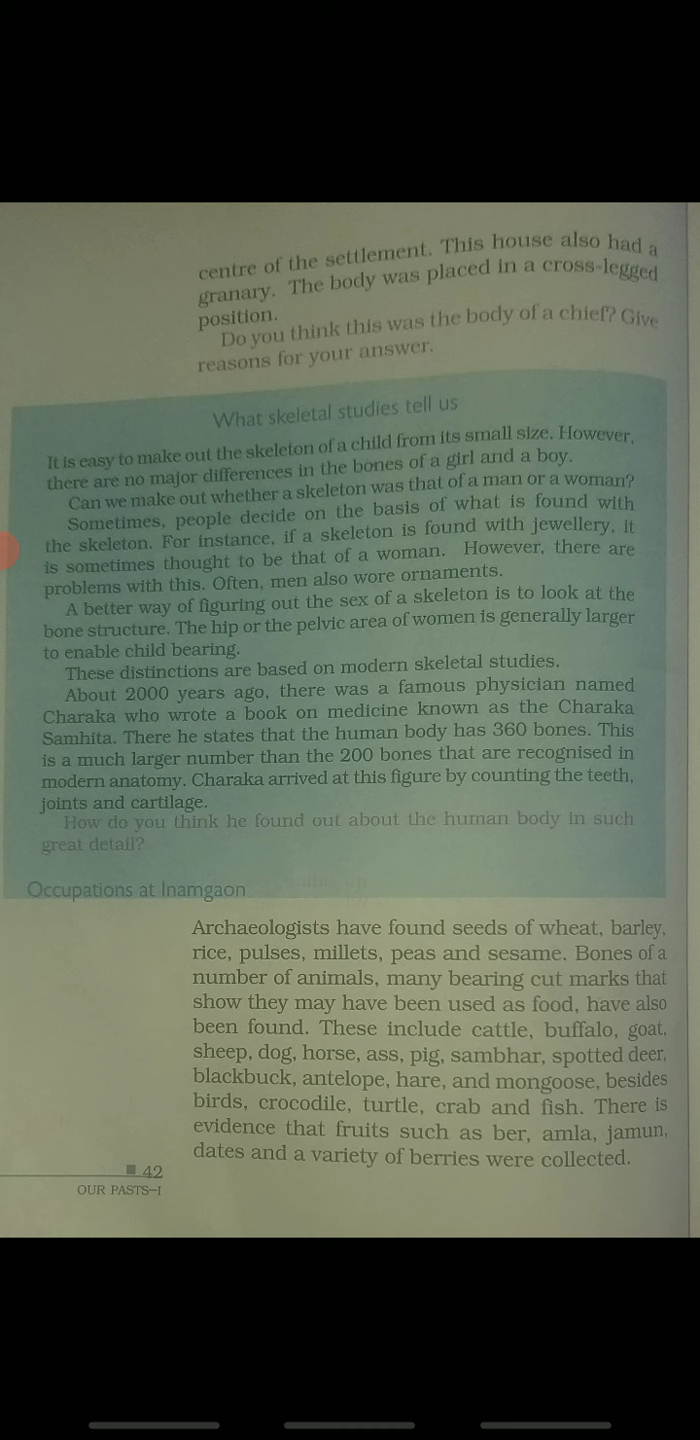 centre of the settlement. This house also had a
granary. The body was placed in a cross-legged
position.
Do you think this was the body of a chief? Give
reasons for your answer.
What skeletal studies tell us
It is easy to make out the skeleton of a child from its small size. However,
there are no major differences in the bones of a girl and a boy.
Can we make out whether a skeleton was that of a man or a woman?
Sometimes, people decide on the basis of what is found with
the skeleton. For instance, if a skeleton is found with jewellery, it
is sometimes thought to be that of a woman. However, there are
problems with this. Often, men also wore ornaments.
A better way of figuring out the sex of a skeleton is to look at the
bone structure. The hip or the pelvic area of women is generally larger
to enable child bearing.
These distinctions are based on modern skeletal studies.
About 2000 years ago, there was a famous physician named
Charaka who wrote a book on medicine known as the Charaka
Samhita. There he states that the human body has 360 bones. This
is a much larger number than the 200 bones that are recognised in
modern anatomy. Charaka arrived at this figure by counting the teeth,
joints and cartilage.
How do you think he found out about the human body in such
great detail?
Occupations at Inamgaon
Archaeologists have found seeds of wheat, barley,
rice, pulses, millets, peas and sesame. Bones of a
number of animals, many bearing cut marks that
show they may have been used as food, have also
been found. These include cattle, buffalo, goat,
sheep, dog, horse, ass, pig, sambhar, spotted deer,
blackbuck, antelope, hare, and mongoose, besides
birds, crocodile, turtle, crab and fish. There is
evidence that fruits such as ber, amla, jamun,
dates and a variety of berries were collected.
42
OUR PASTS–I